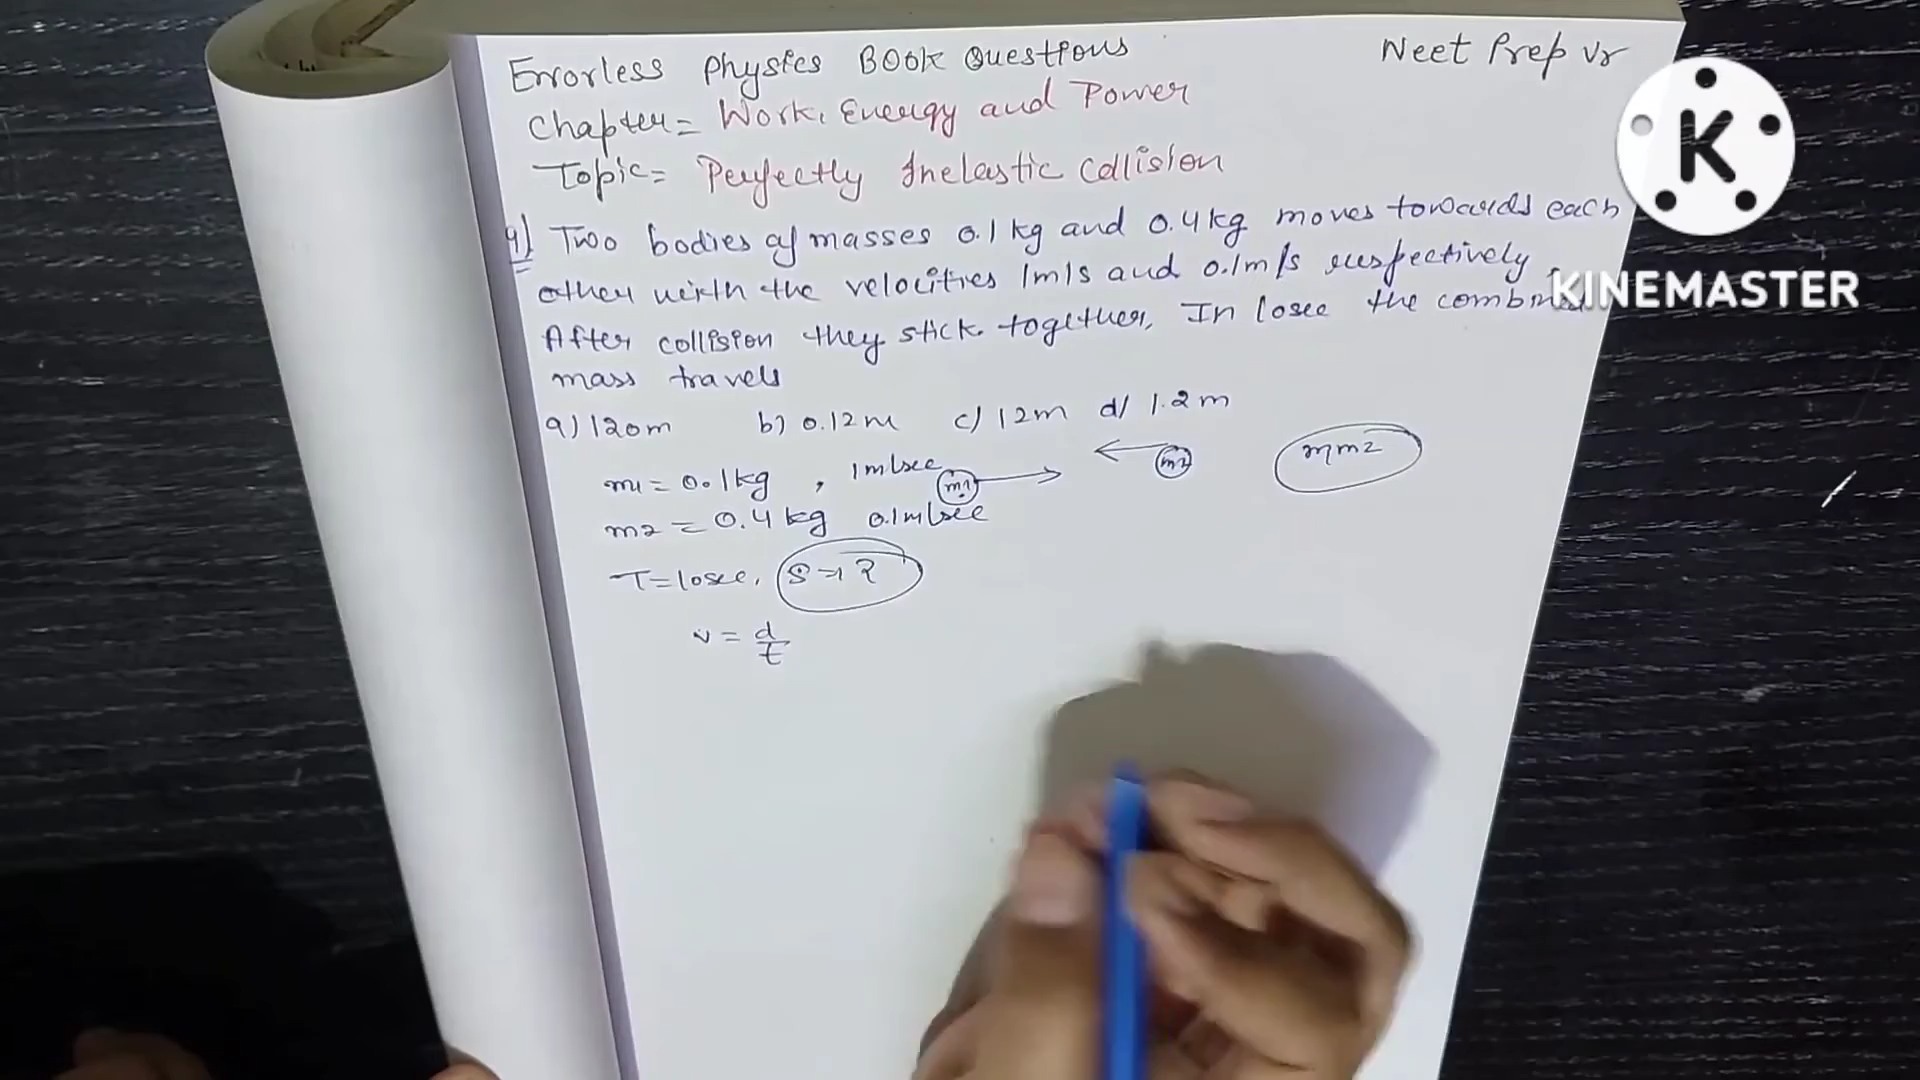 Errorless Physics Book Questions
Neet Prep Vr
Chapter = Work, Energy and Power
Topic = Perfectly Inelastic Collision
Q) Two bodies of masses 0.1 kg and 0.4 kg moves towards each
other with the velocities 1m/s and 0.1m/s respectively,
After collision they stick together, In 10sec the combined
mass travels
a) 120m b) 0.12m c) 12m d) 1.2m
m1 = 0.1kg , 1m/sec m1 m2 m1m2
m2 = 0.4 kg 0.1m/sec
T = 10sec, S → ?
v = d/t
K
KINEMASTER